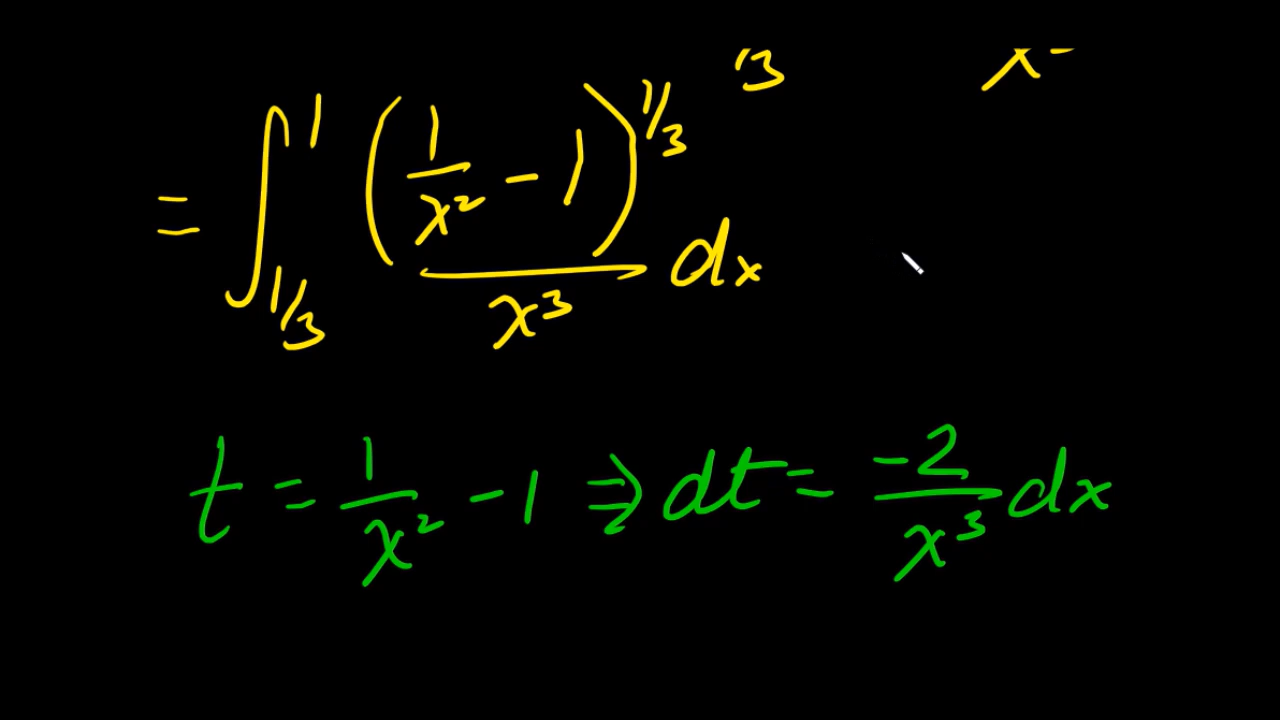 = ∫_{1/3}^{1} (1/x² - 1)^{1/3} / x³ dx
t = 1/x² - 1 ⇒ dt = -2/x³ dx